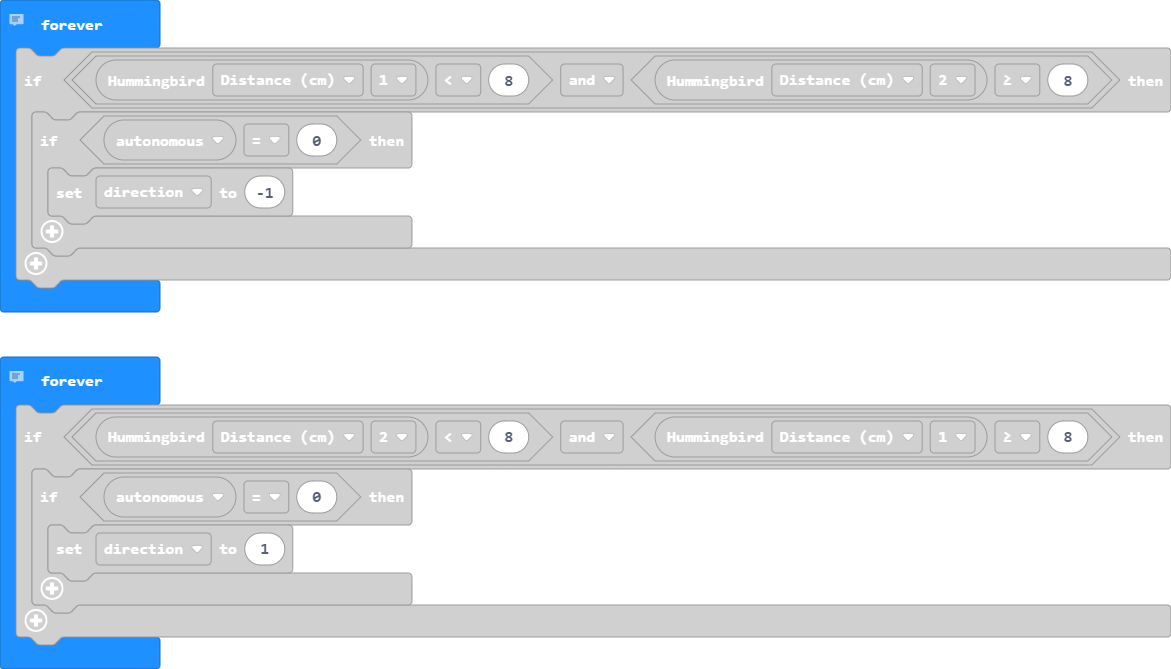 forever
if Hummingbird Distance (cm) 1 < 8 and Hummingbird Distance (cm) 2 ≥ 8 then
if autonomous = 0 then
set direction to -1
forever
if Hummingbird Distance (cm) 2 < 8 and Hummingbird Distance (cm) 1 ≥ 8 then
if autonomous = 0 then
set direction to 1